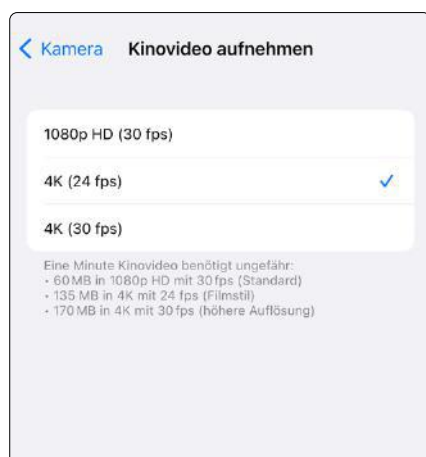 Kamera Kinovideo aufnehmen
1080p HD (30 fps)
4K (24 fps)
4K (30 fps)
Eine Minute Kinovideo benötigt ungefähr:
• 60 MB in 1080p HD mit 30 fps (Standard)
• 135 MB in 4K mit 24 fps (Filmstil)
• 170 MB in 4K mit 30 fps (höhere Auflösung)